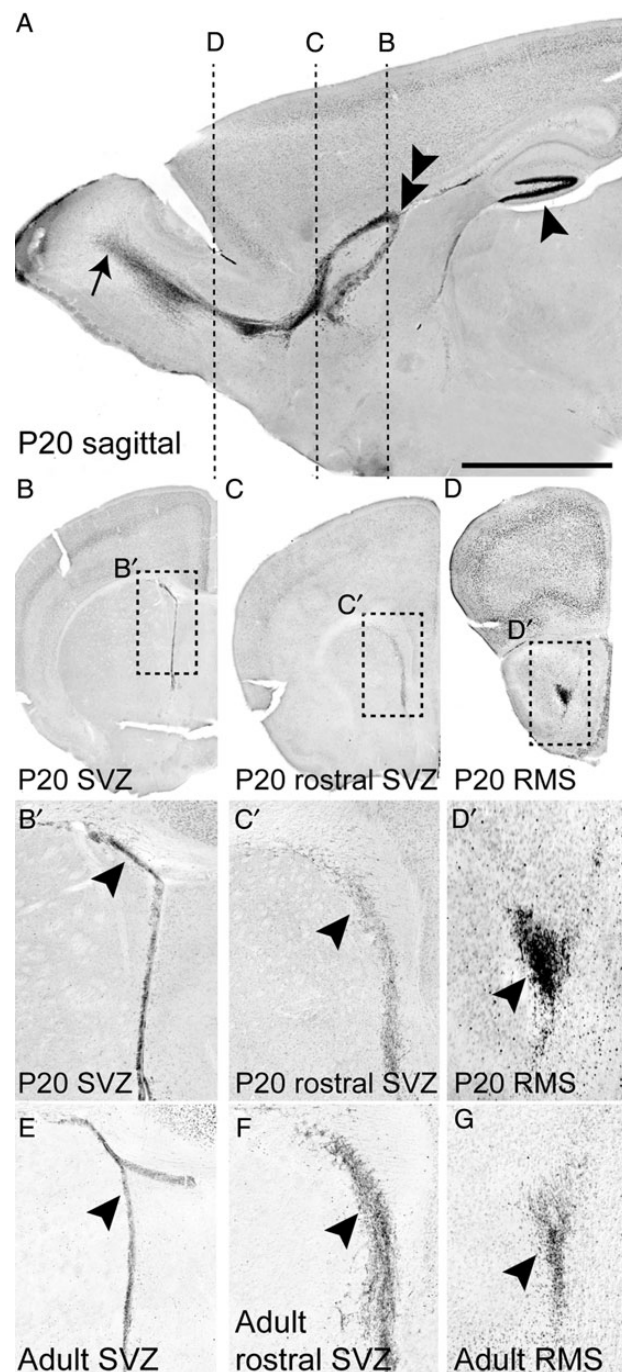 A
D
C
B
P20 sagittal
B
C
D
B′
C′
D′
P20 SVZ
P20 rostral SVZ
P20 RMS
B′
C′
D′
P20 SVZ
P20 rostral SVZ
P20 RMS
E
F
G
Adult SVZ
Adult
rostral SVZ
Adult RMS